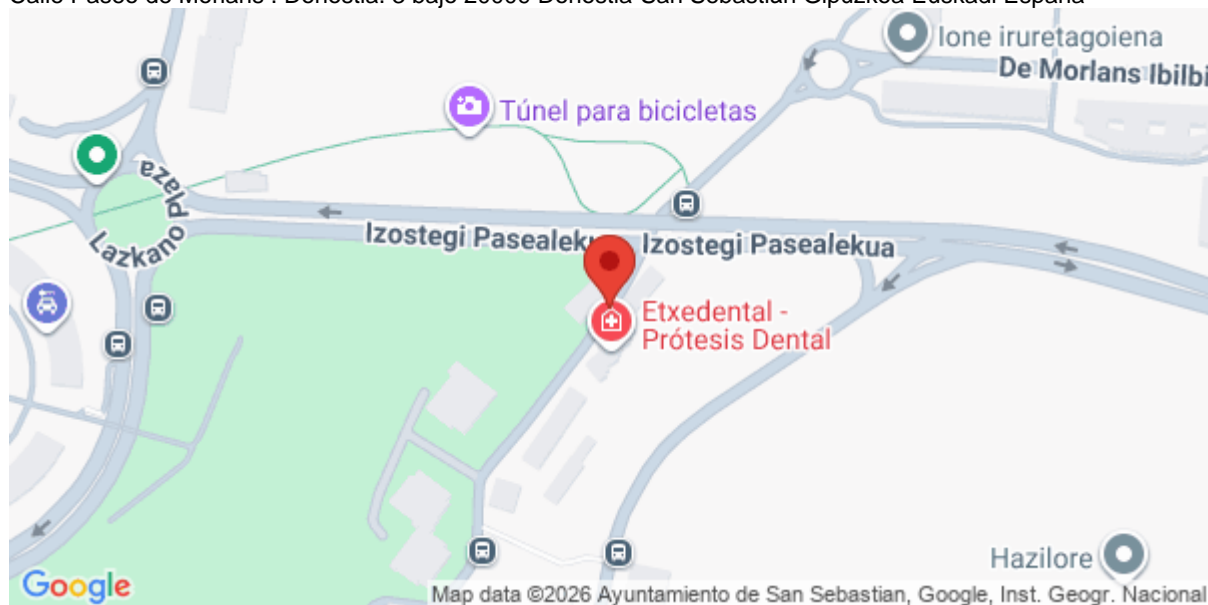 Ione iruretagoiena
De Morlans Ibilbi
Túnel para bicicletas
Plaza
Lazkano
Izostegi Pasealeku
Izostegi Pasealekua
Etxedental -
Prótesis Dental
Hazilore
Google
Map data ©2026 Ayuntamiento de San Sebastian, Google, Inst. Geogr. Nacional